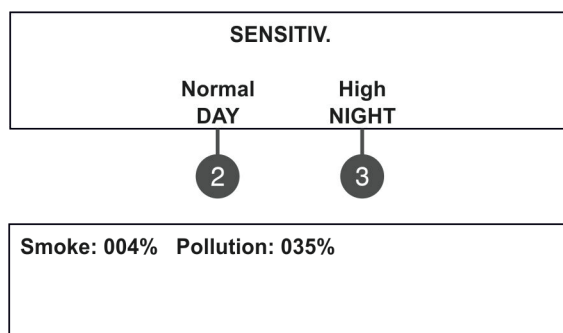 SENSITIV.
Normal High
DAY NIGHT
2 3
Smoke: 004% Pollution: 035%